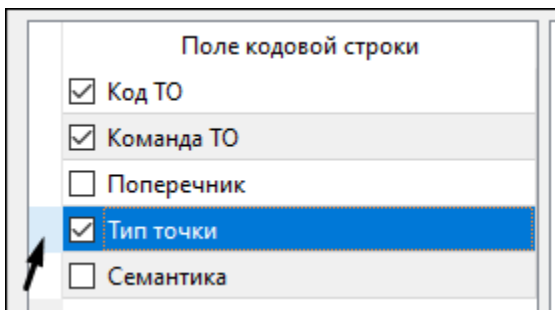 Поле кодовой строки
Код ТО
Команда ТО
Поперечник
Тип точки
Семантика